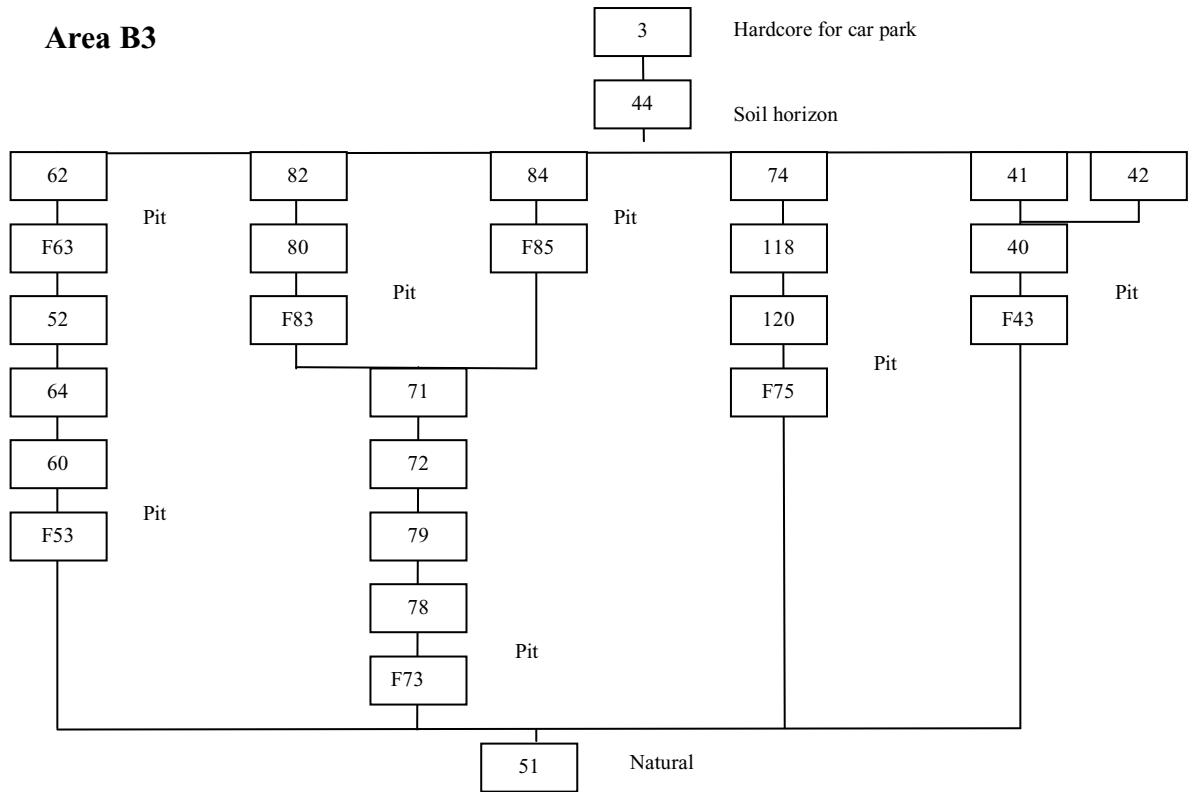 Area B3
3 Hardcore for car park
44 Soil horizon
62 82 84 74 41 42
Pit Pit
F63 80 F85 118 40
Pit Pit
52 F83 120 F43
Pit
64 71 F75
60 72
Pit
F53 79
78
Pit
F73
51 Natural